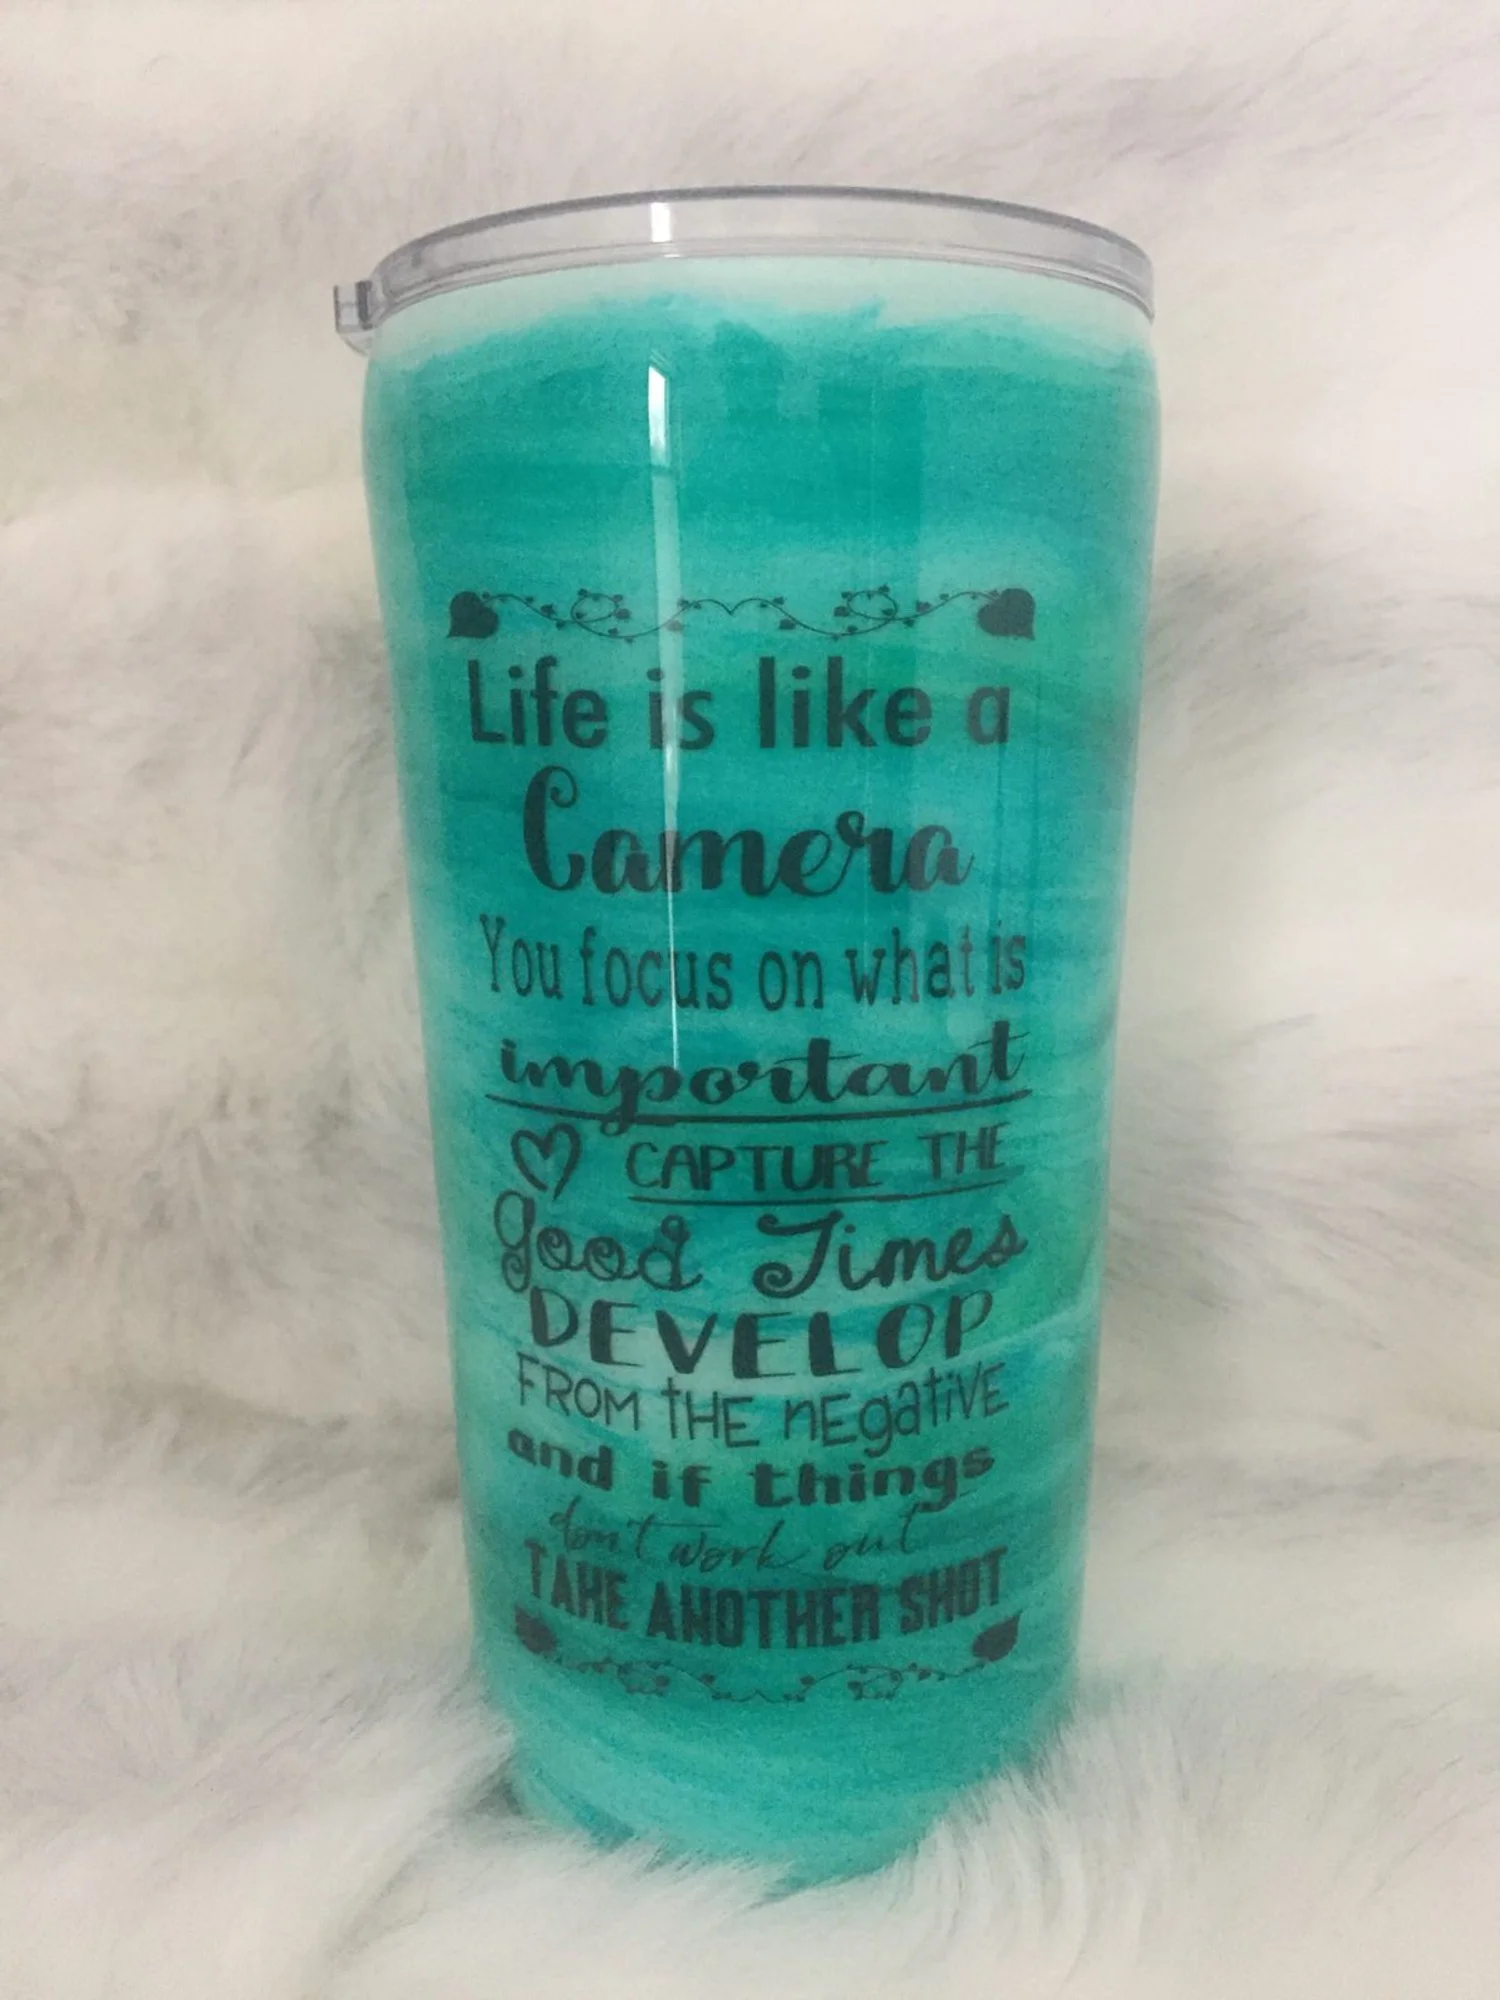 Life is like a
Camera
You focus on what is
important
CAPTURE THE
Good Times
DEVELOP
FROM tHE nEgatiVE
and if things
don't work out
TAKE ANOTHER SHOT